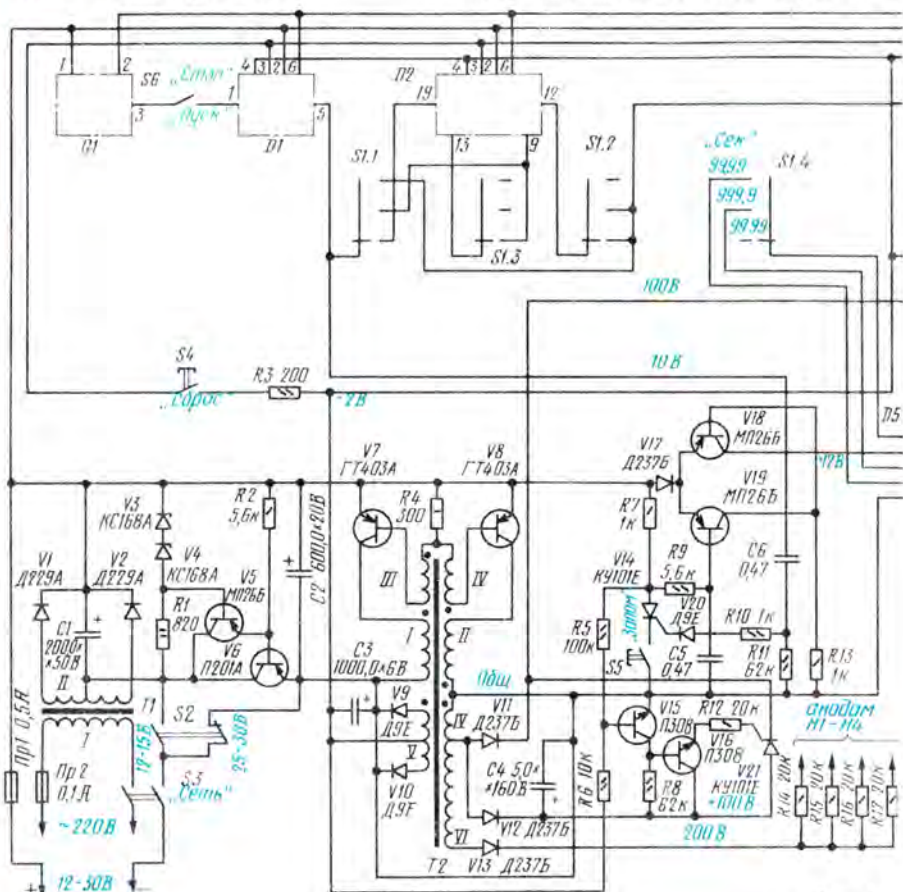 1
2
S6
„Стоп"
„Пуск"
3
G1
4
3
2
6
1
5
D1
D2
4
3
2
6
19
12
13
9
S1.1
S1.2
S1.3
„Сек"
99,99
999,9
9999
S1.4
100В
10В
S4
„Сброс"
R3 200
-2В
D5
V7
ГТ403А
V8
ГТ403А
R4
300
V17
Д237Б
V18
МП26Б
-12В
V19
МП26Б
V3
КС168А
V4
КС168А
R2
5,6к
V1
Д229А
V2
Д229А
V5
МП26Б
R1
820
V6
П201А
C1
200,0×
×50В
C2 600,0×20В
C3
1000,0×6В
II
T1
I
III
IV
I
II
R7
1к
V14
КУ101Е
R9
5,6к
V20
Д9Е
R10 1к
C6
0,47
R5
100к
S5
C5
0,47
R11
62к
R13
1к
Общ
S2
12-15В
25-30В
S3
„Сеть"
Пр1 0,5А
Пр2
0,1А
~220В
12-30В
+
−
V9
Д9Е
V
V10
Д9Е
IV
V11
Д237Б
C4 5,0×
×160В
V12 Д237Б
VI
T2
V13 Д237Б
R6 10к
V15
П308
R12 20к
V16
П308
R8
62к
V21
КУ101Е
+100В
200В
анодам
Н1-Н4
R14 20к
R15 20к
R16 20к
R17 20к